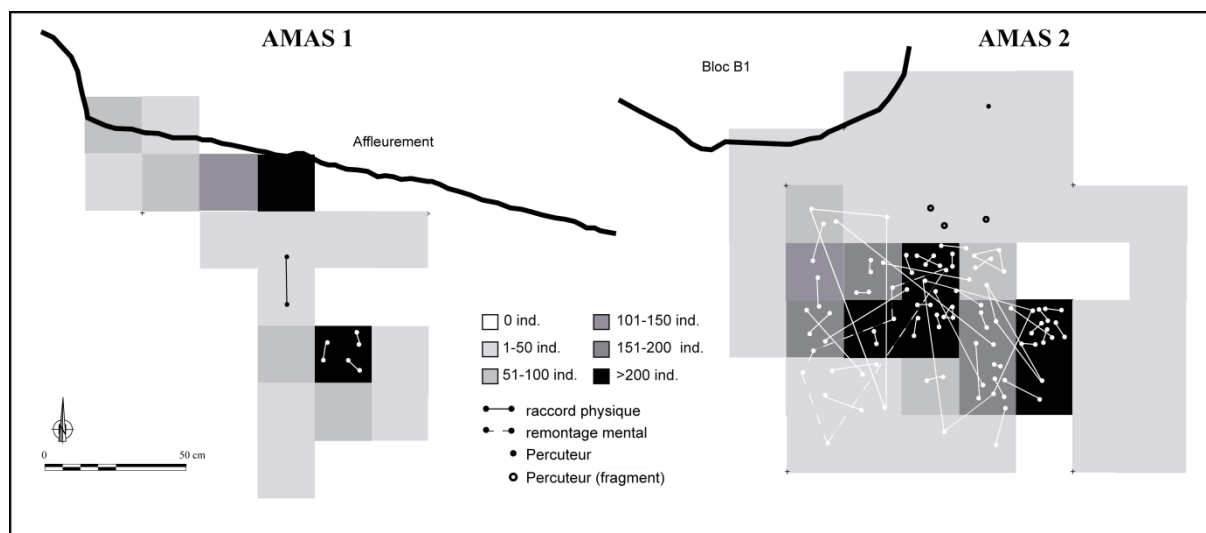 AMAS 1
AMAS 2
Bloc B1
Affleurement
0 ind.
101-150 ind.
1-50 ind.
151-200 ind.
51-100 ind.
>200 ind.
raccord physique
remontage mental
Percuteur
Percuteur (fragment)
N
0
50 cm